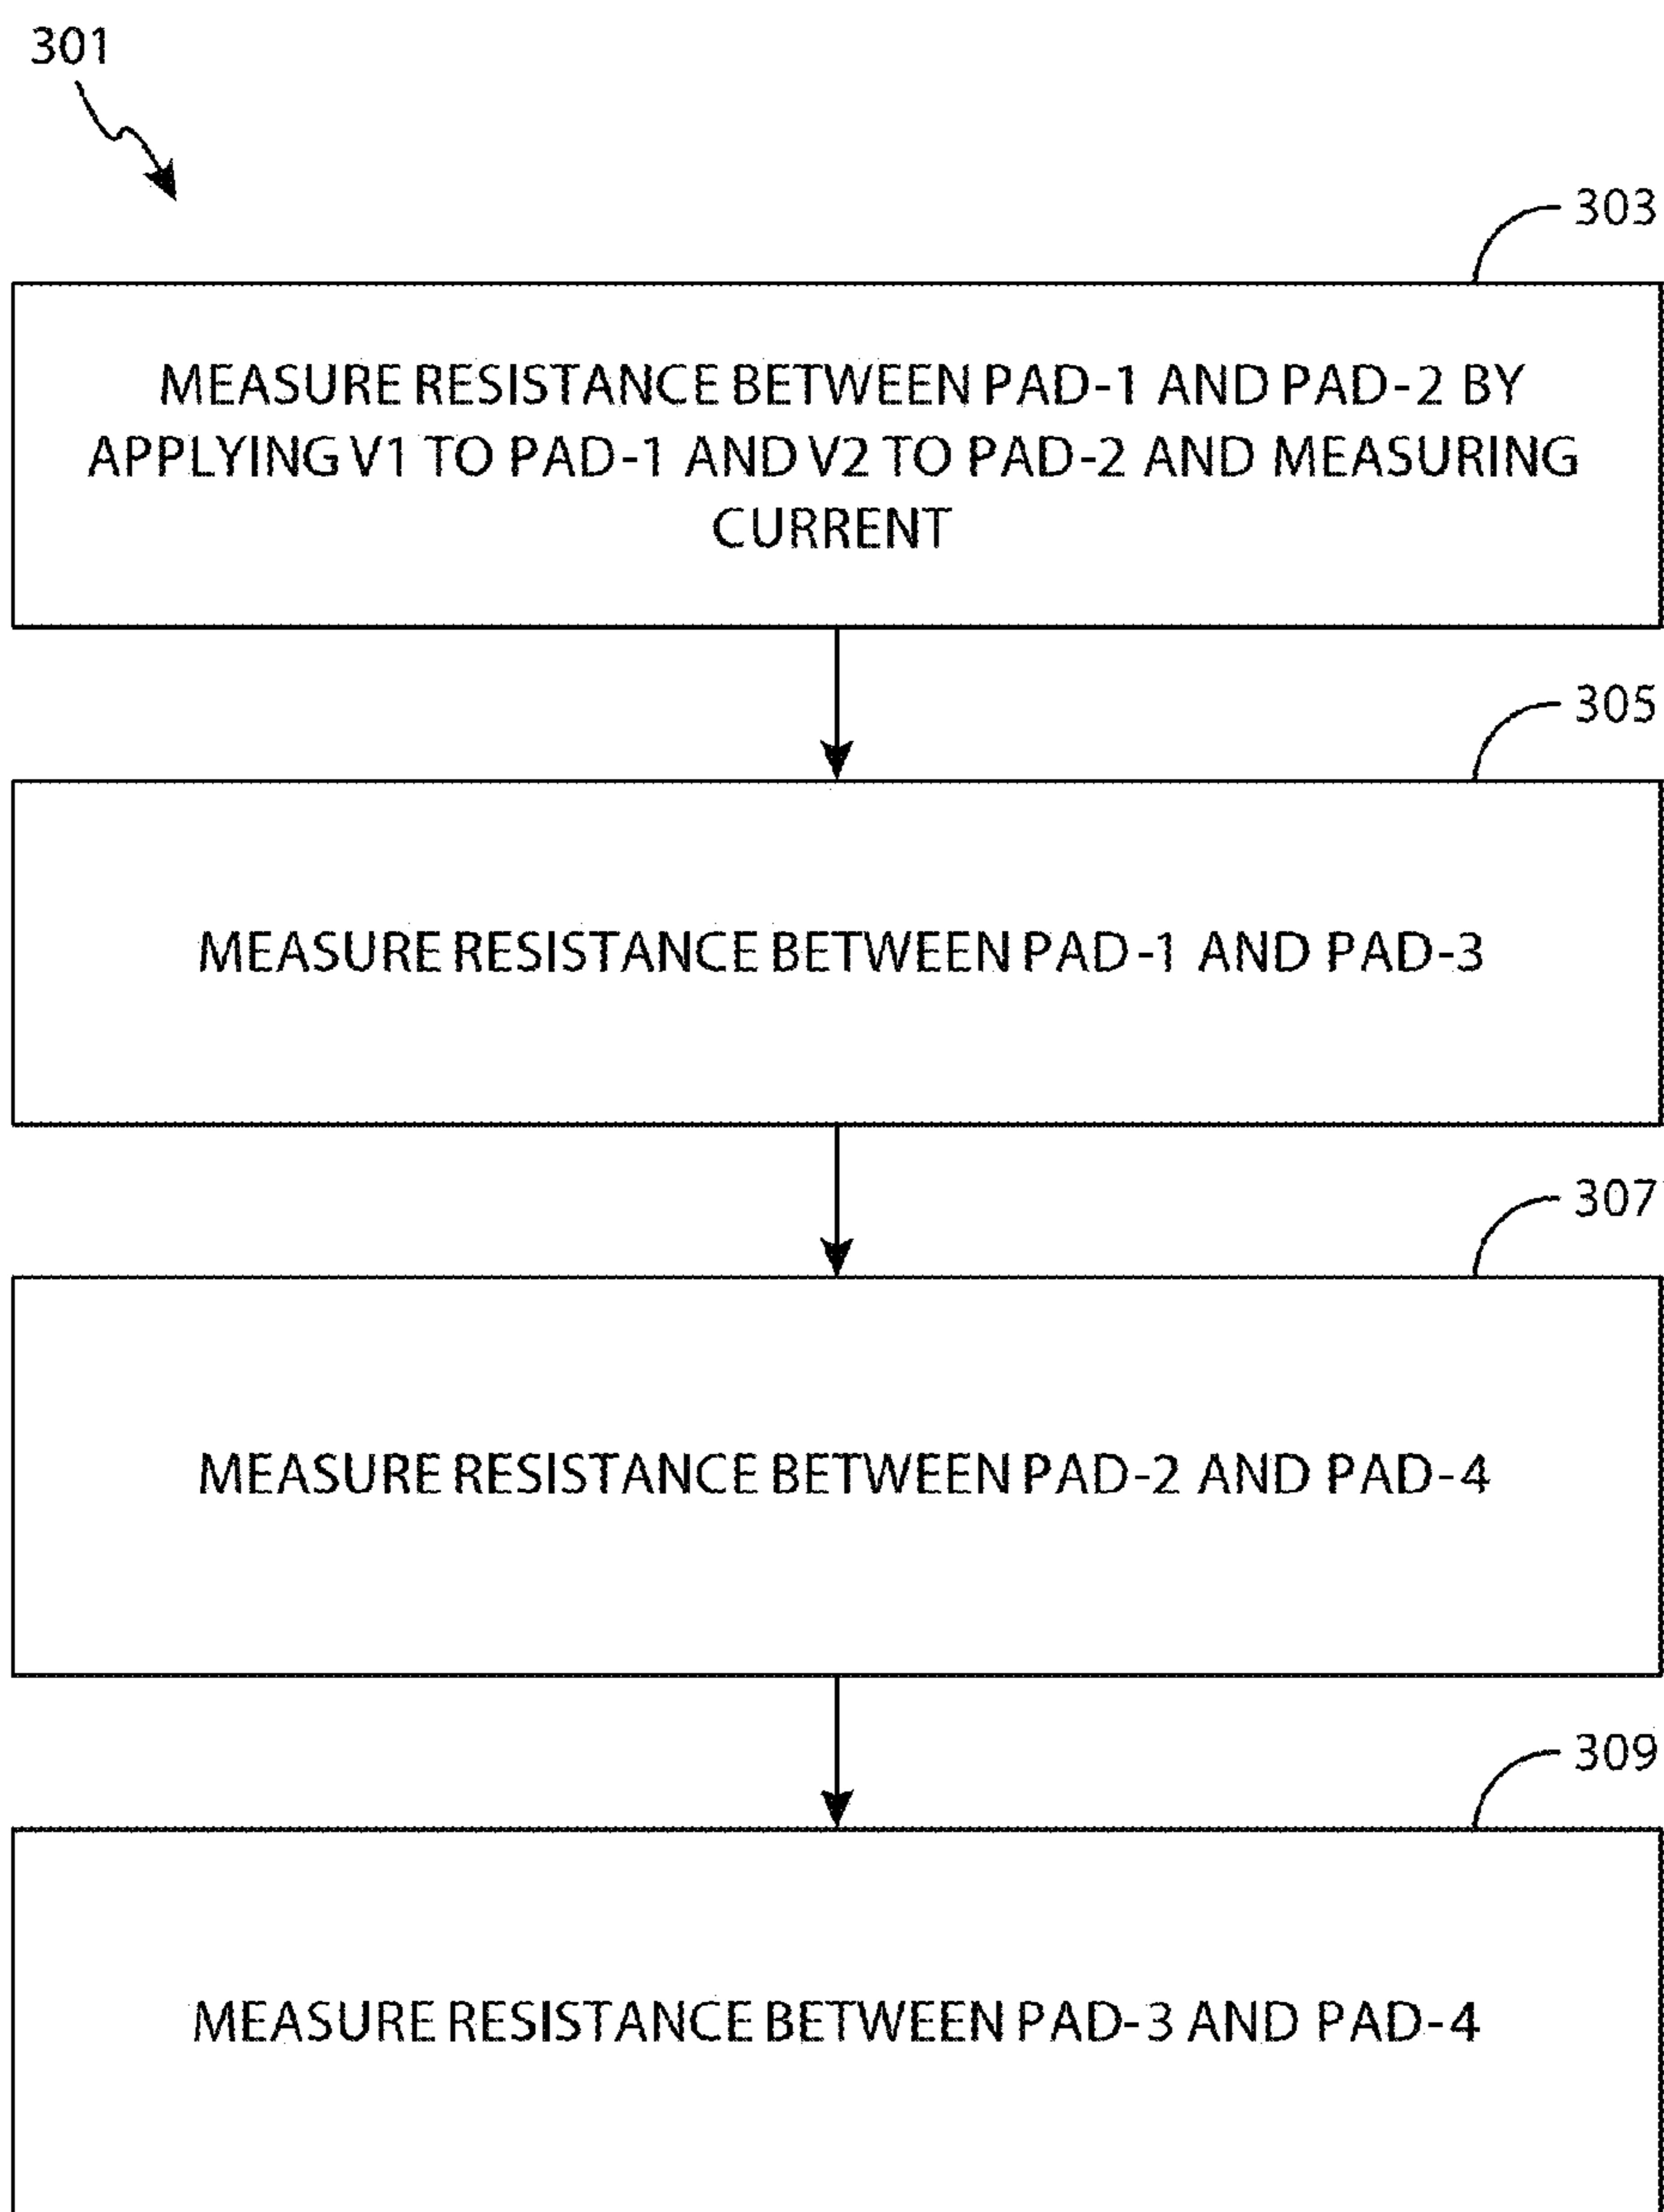 301
303
MEASURE RESISTANCE BETWEEN PAD-1 AND PAD-2 BY
APPLYING V1 TO PAD-1 AND V2 TO PAD-2 AND MEASURING
CURRENT
305
MEASURE RESISTANCE BETWEEN PAD-1 AND PAD-3
307
MEASURE RESISTANCE BETWEEN PAD-2 AND PAD-4
309
MEASURE RESISTANCE BETWEEN PAD-3 AND PAD-4